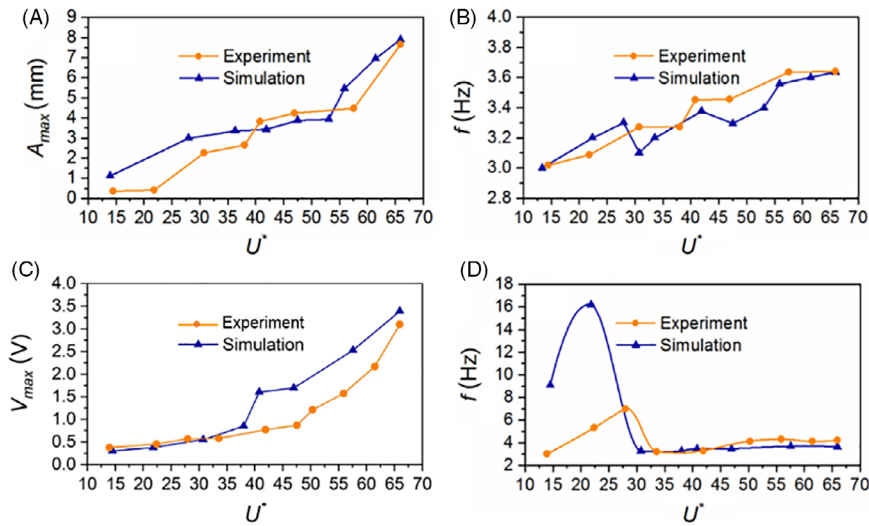 (A)
9
8
7
6
5
4
3
2
1
0
A_max (mm)
Experiment
Simulation
10 15 20 25 30 35 40 45 50 55 60 65 70
U*
(B)
4.0
3.8
3.6
3.4
3.2
3.0
2.8
f (Hz)
Experiment
Simulation
10 15 20 25 30 35 40 45 50 55 60 65 70
U*
(C)
4.0
3.5
3.0
2.5
2.0
1.5
1.0
0.5
0.0
V_max (V)
Experiment
Simulation
10 15 20 25 30 35 40 45 50 55 60 65 70
U*
(D)
18
16
14
12
10
8
6
4
2
f (Hz)
Experiment
Simulation
10 15 20 25 30 35 40 45 50 55 60 65 70
U*